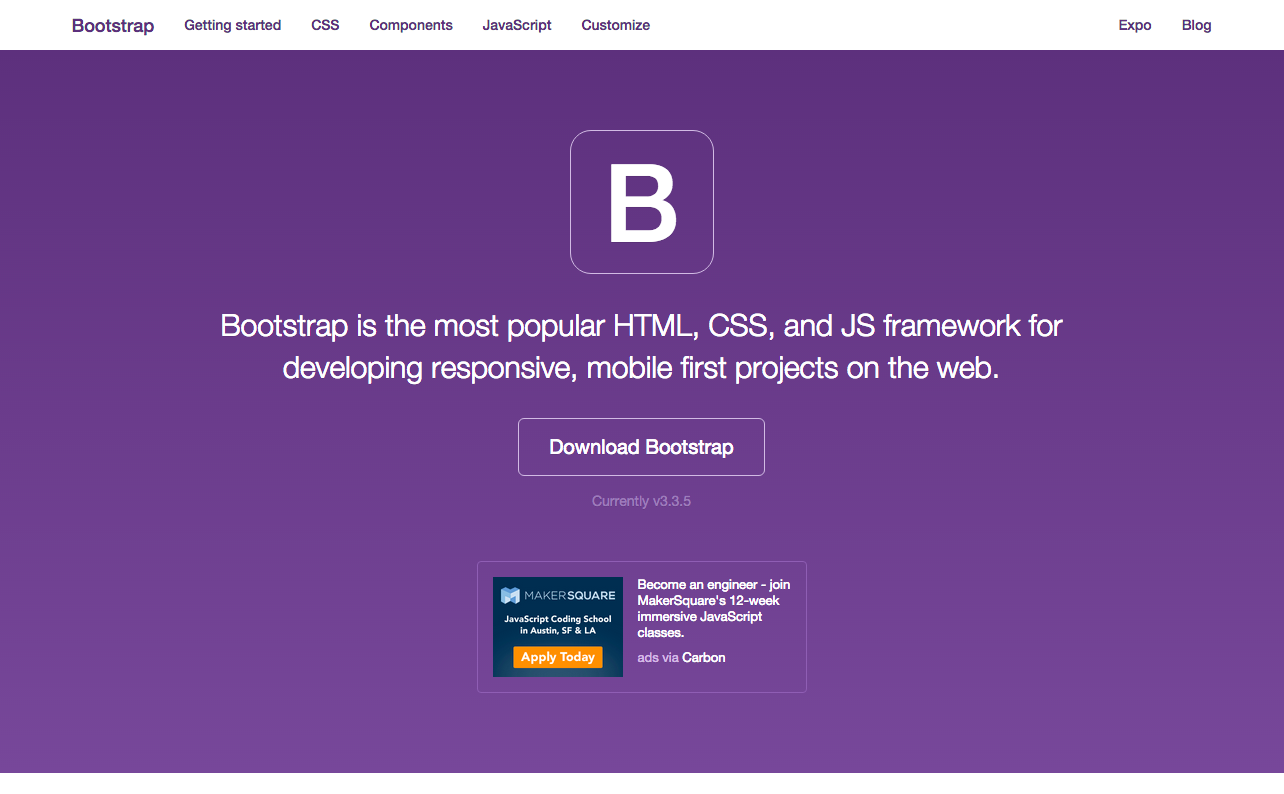 Bootstrap Getting started CSS Components JavaScript Customize Expo Blog
B
Bootstrap is the most popular HTML, CSS, and JS framework for
developing responsive, mobile first projects on the web.
Download Bootstrap
Currently v3.3.5
MAKERSQUARE
JavaScript Coding School
in Austin, SF & LA
Apply Today
Become an engineer - join
MakerSquare's 12-week
immersive JavaScript
classes.
ads via Carbon